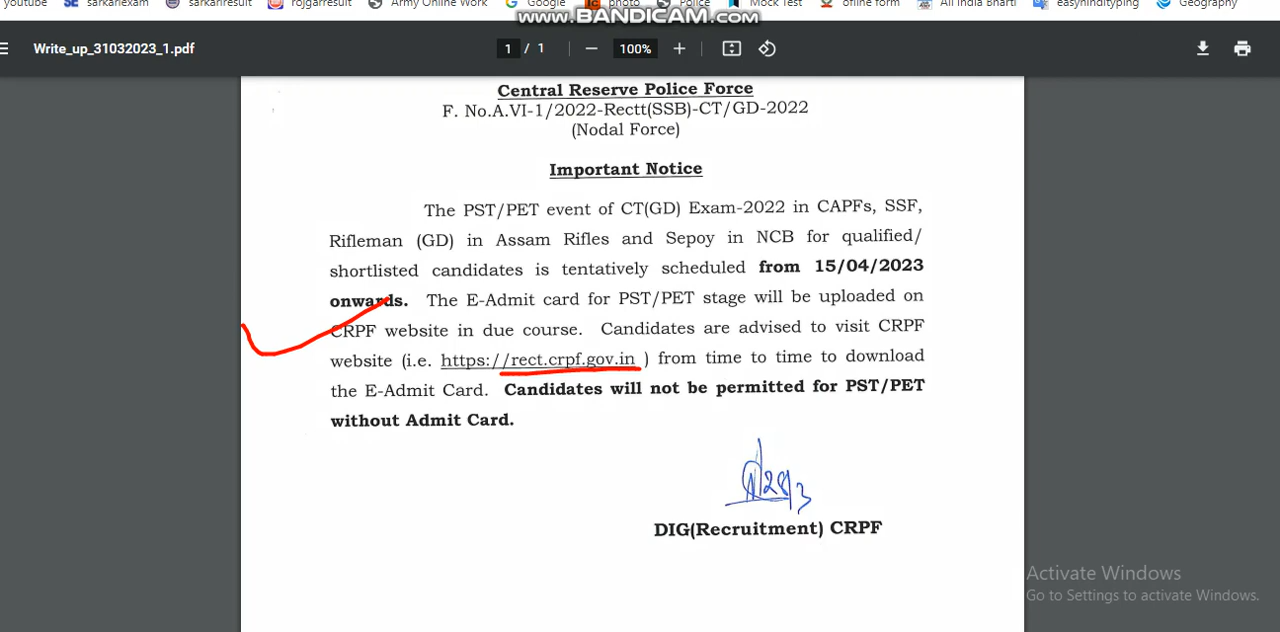 youtube SE sarkariexam sarkariresult rojgarresult Army Online Work Google photo Police Mock Test ofline form All India Bharti easyhindityping Geography
www.BANDICAM.com
Write_up_31032023_1.pdf 1 / 1 100%
Central Reserve Police Force
F. No.A.VI-1/2022-Rectt(SSB)-CT/GD-2022
(Nodal Force)
Important Notice
The PST/PET event of CT(GD) Exam-2022 in CAPFs, SSF,
Rifleman (GD) in Assam Rifles and Sepoy in NCB for qualified/
shortlisted candidates is tentatively scheduled from 15/04/2023
onwards. The E-Admit card for PST/PET stage will be uploaded on
CRPF website in due course. Candidates are advised to visit CRPF
website (i.e. https://rect.crpf.gov.in ) from time to time to download
the E-Admit Card. Candidates will not be permitted for PST/PET
without Admit Card.
28/3
DIG(Recruitment) CRPF
Activate Windows
Go to Settings to activate Windows.